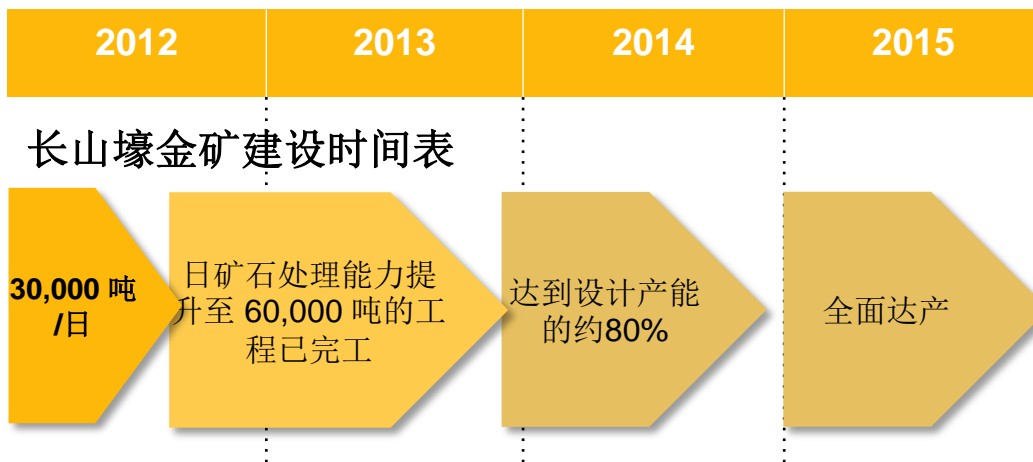 2012
2013
2014
2015
长山壕金矿建设时间表
30,000 吨
/日
日矿石处理能力提
升至 60,000 吨的工
程已完工
达到设计产能
的约80%
全面达产